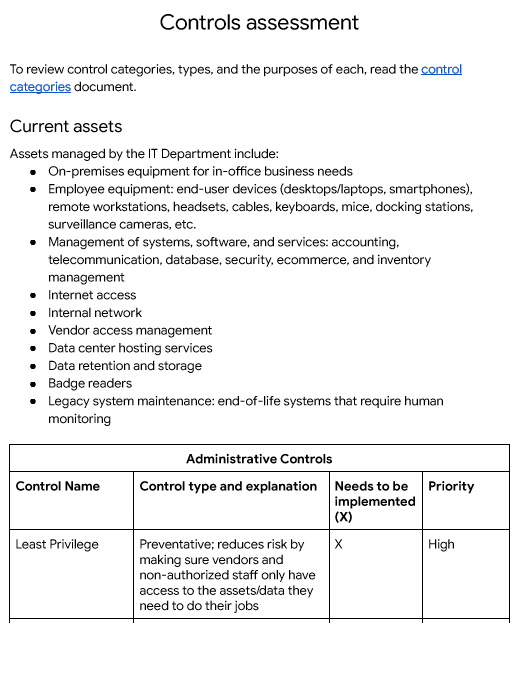 Controls assessment
To review control categories, types, and the purposes of each, read the control
categories document.
Current assets
Assets managed by the IT Department include:
● On-premises equipment for in-office business needs
● Employee equipment: end-user devices (desktops/laptops, smartphones),
remote workstations, headsets, cables, keyboards, mice, docking stations,
surveillance cameras, etc.
● Management of systems, software, and services: accounting,
telecommunication, database, security, ecommerce, and inventory
management
● Internet access
● Internal network
● Vendor access management
● Data center hosting services
● Data retention and storage
● Badge readers
● Legacy system maintenance: end-of-life systems that require human
monitoring
Administrative Controls
Control Name
Control type and explanation
Needs to be
implemented
(X)
Priority
Least Privilege
Preventative; reduces risk by
making sure vendors and
non-authorized staff only have
access to the assets/data they
need to do their jobs
X
High